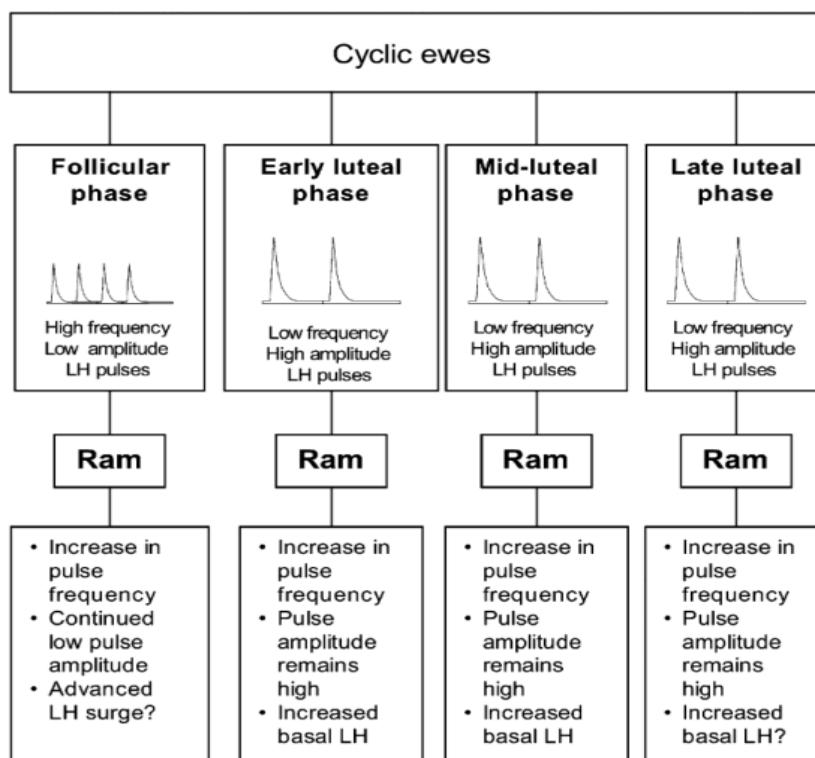 Cyclic ewes
Follicular
phase
High frequency
Low amplitude
LH pulses
Ram
• Increase in
pulse
frequency
• Continued
low pulse
amplitude
• Advanced
LH surge?
Early luteal
phase
Low frequency
High amplitude
LH pulses
Ram
• Increase in
pulse
frequency
• Pulse
amplitude
remains
high
• Increased
basal LH
Mid-luteal
phase
Low frequency
High amplitude
LH pulses
Ram
• Increase in
pulse
frequency
• Pulse
amplitude
remains
high
• Increased
basal LH
Late luteal
phase
Low frequency
High amplitude
LH pulses
Ram
• Increase in
pulse
frequency
• Pulse
amplitude
remains
high
• Increased
basal LH?